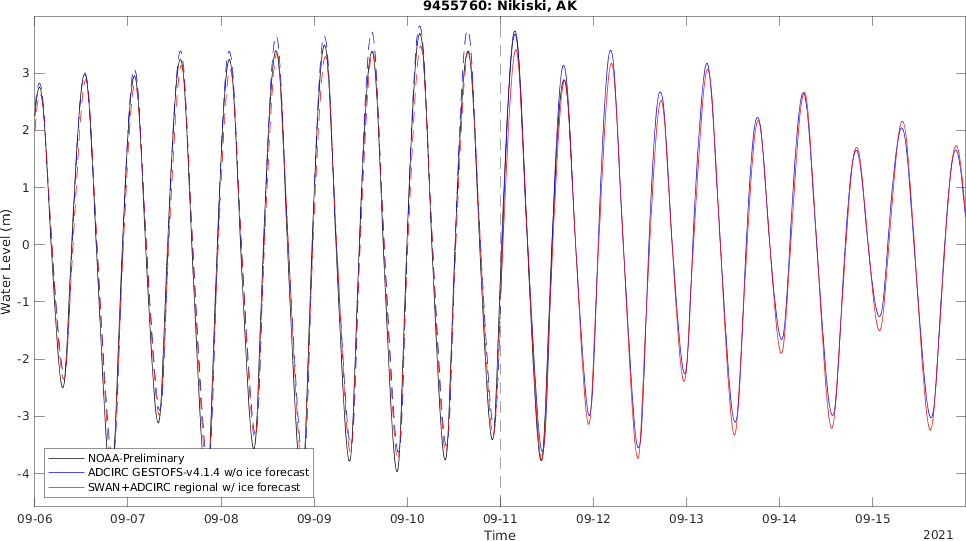 9455760: Nikiski, AK
Water Level (m)
3
2
1
0
-1
-2
-3
-4
NOAA-Preliminary
ADCIRC GESTOFS-v4.1.4 w/o ice forecast
SWAN+ADCIRC regional w/ ice forecast
09-06 09-07 09-08 09-09 09-10 09-11 09-12 09-13 09-14 09-15
Time
2021